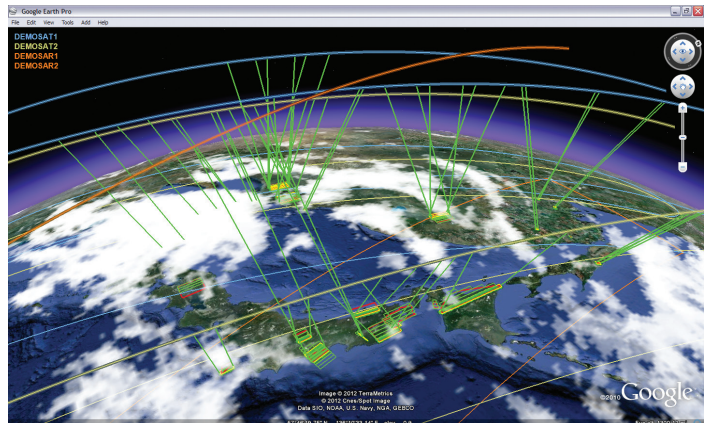 Google Earth Pro
File Edit View Tools Add Help
DEMOSAT1
DEMOSAT2
DEMOSAR1
DEMOSAR2
N
Image © 2012 TerraMetrics
© 2012 Cnes/Spot Image
Data SIO, NOAA, U.S. Navy, NGA, GEBCO
©2010 Google